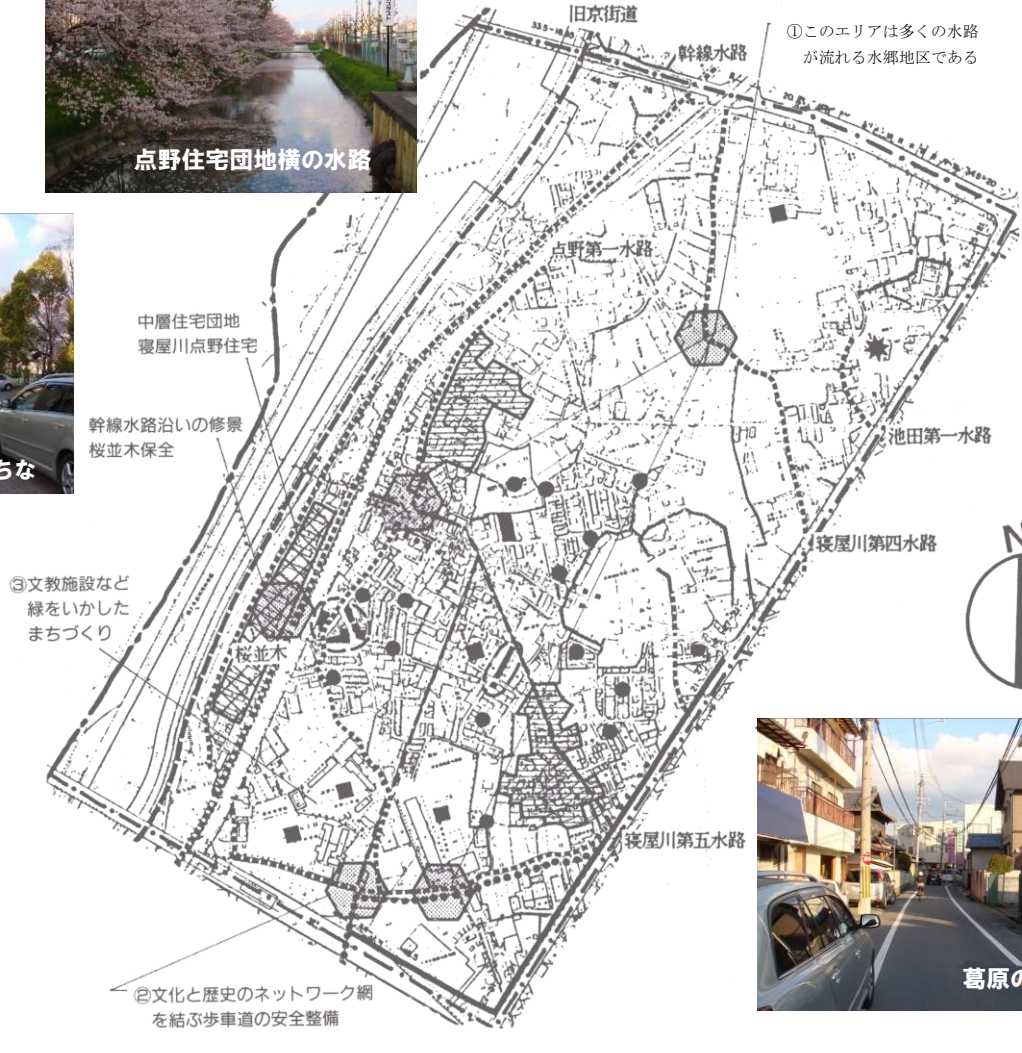 旧京街道
①このエリアは多くの水路
が流れる水郷地区である
幹線水路
点野住宅団地横の水路
点野第一水路
中層住宅団地
寝屋川点野住宅
幹線水路沿いの修景
桜並木保全
ちな
池田第一水路
寝屋川第四水路
N
③文教施設など
緑をいかした
まちづくり
桜並木
寝屋川第五水路
葛原の
②文化と歴史のネットワーク網
を結ぶ歩車道の安全整備